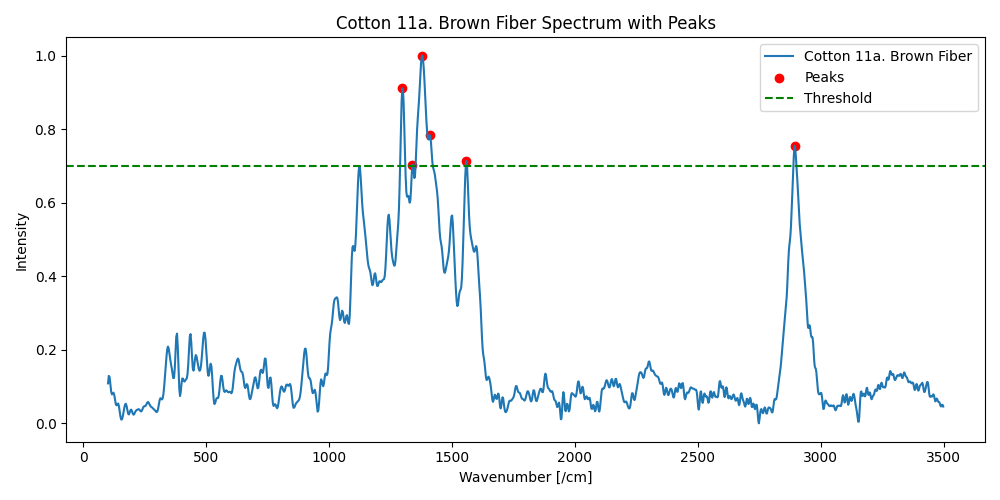 Cotton 11a. Brown Fiber Spectrum with Peaks
Cotton 11a. Brown Fiber
Peaks
Threshold
1.0
0.8
0.6
0.4
0.2
0.0
Intensity
0 500 1000 1500 2000 2500 3000 3500
Wavenumber [/cm]